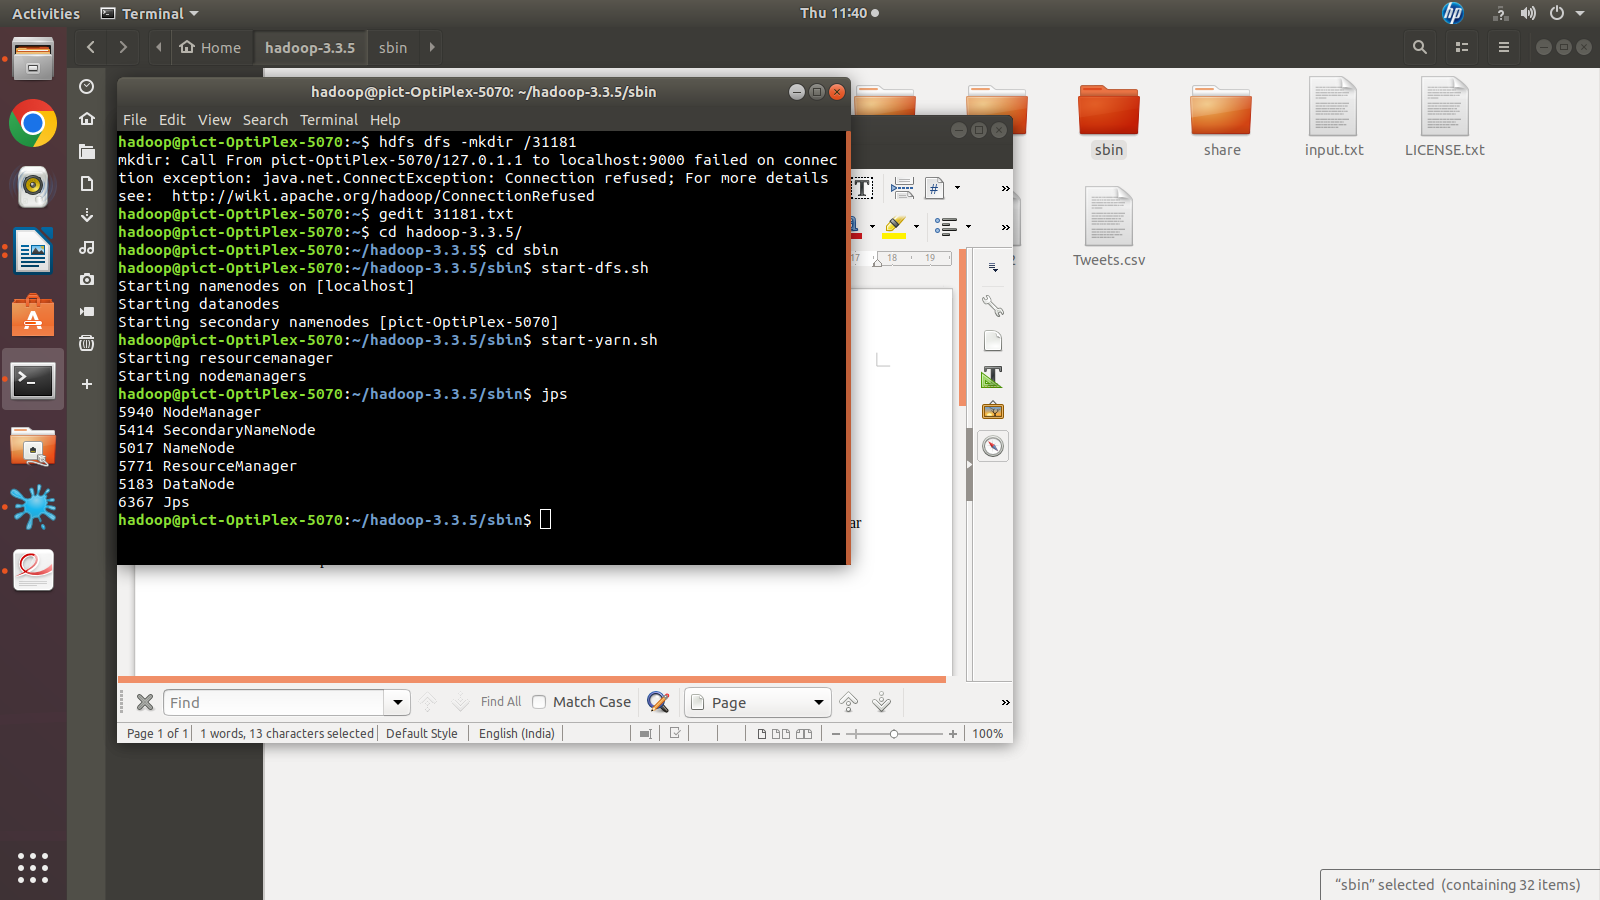 Activities
Terminal
Thu 11:40
Home
hadoop-3.3.5
sbin
hadoop@pict-OptiPlex-5070: ~/hadoop-3.3.5/sbin
File Edit View Search Terminal Help
hadoop@pict-OptiPlex-5070:~$ hdfs dfs -mkdir /31181
mkdir: Call From pict-OptiPlex-5070/127.0.1.1 to localhost:9000 failed on connec
tion exception: java.net.ConnectException: Connection refused; For more details
see:  http://wiki.apache.org/hadoop/ConnectionRefused
hadoop@pict-OptiPlex-5070:~$ gedit 31181.txt
hadoop@pict-OptiPlex-5070:~$ cd hadoop-3.3.5/
hadoop@pict-OptiPlex-5070:~/hadoop-3.3.5$ cd sbin
hadoop@pict-OptiPlex-5070:~/hadoop-3.3.5/sbin$ start-dfs.sh
Starting namenodes on [localhost]
Starting datanodes
Starting secondary namenodes [pict-OptiPlex-5070]
hadoop@pict-OptiPlex-5070:~/hadoop-3.3.5/sbin$ start-yarn.sh
Starting resourcemanager
Starting nodemanagers
hadoop@pict-OptiPlex-5070:~/hadoop-3.3.5/sbin$ jps
5940 NodeManager
5414 SecondaryNameNode
5017 NameNode
5771 ResourceManager
5183 DataNode
6367 Jps
hadoop@pict-OptiPlex-5070:~/hadoop-3.3.5/sbin$
sbin
share
input.txt
LICENSE.txt
Tweets.csv
17 18 19
ar
Find
Find All
Match Case
Page
Page 1 of 1
1 words, 13 characters selected
Default Style
English (India)
100%
“sbin” selected (containing 32 items)
hp